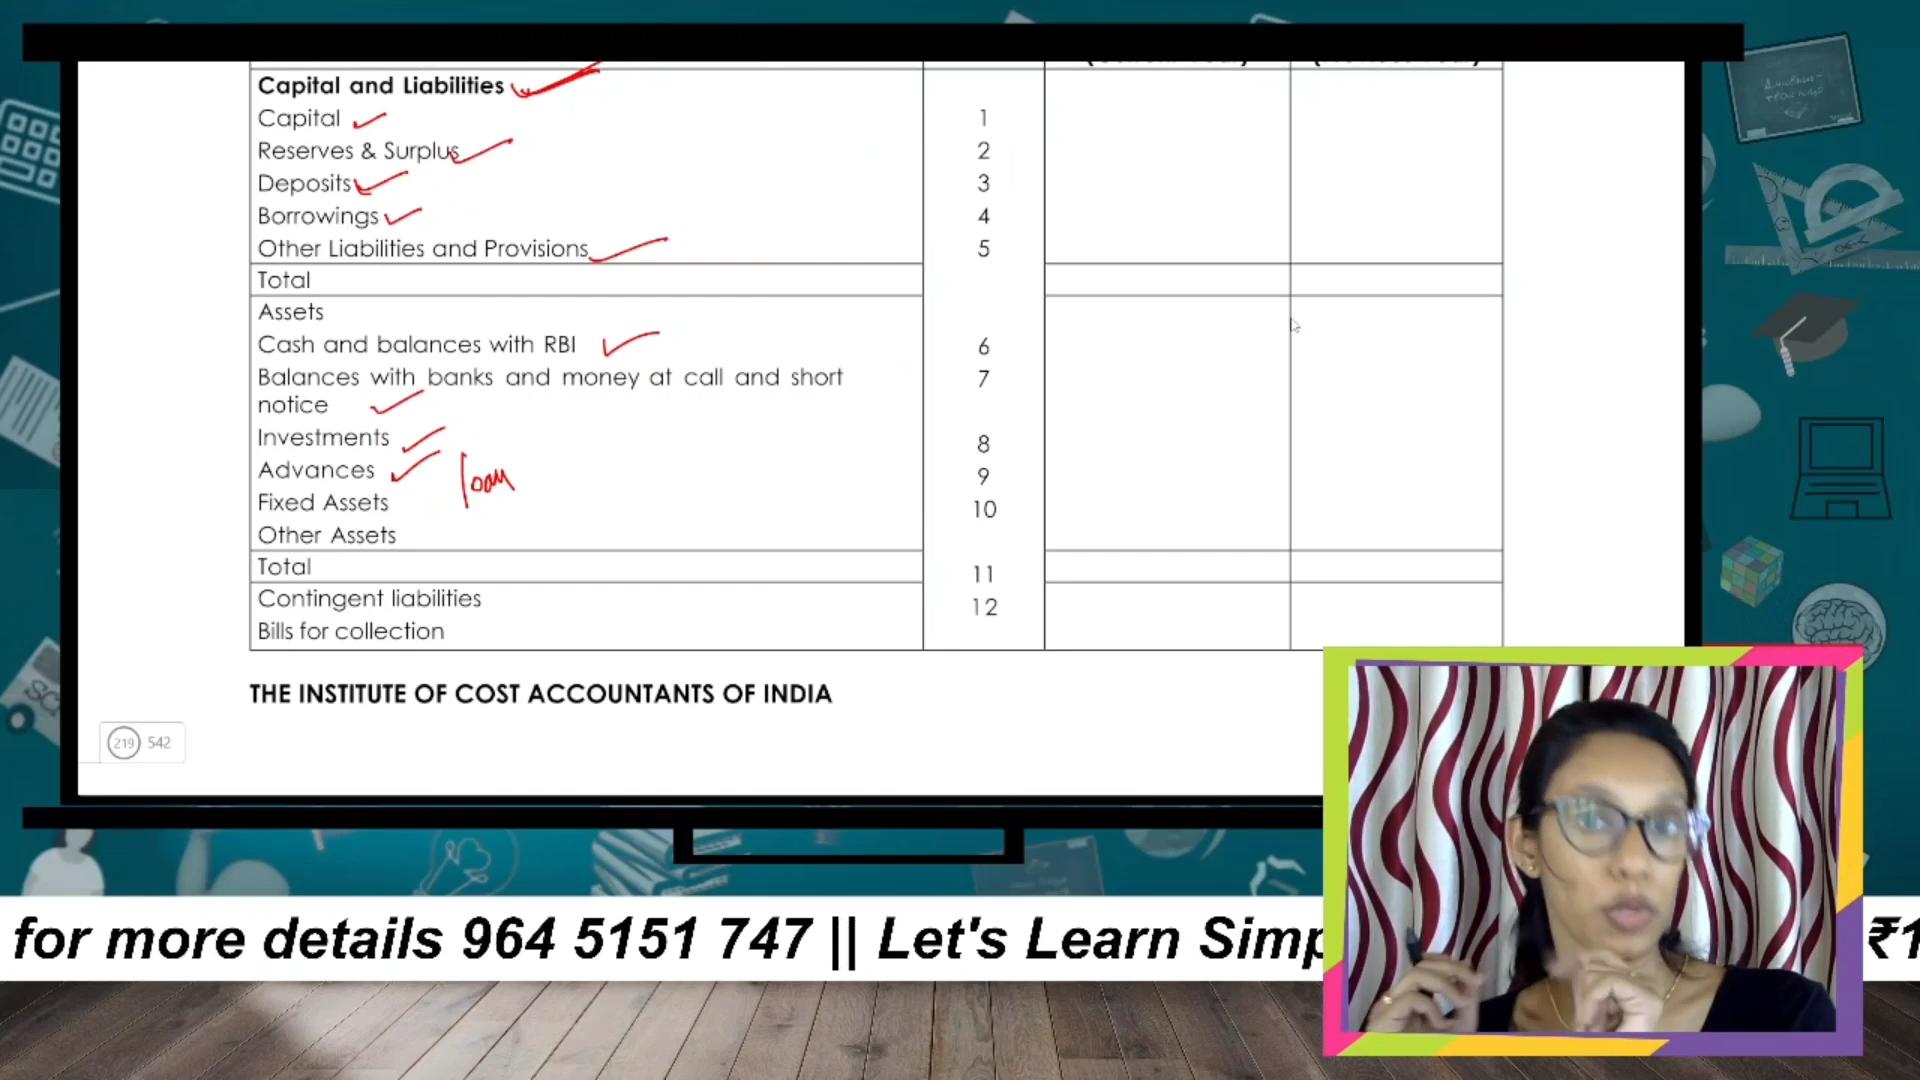 Capital and Liabilities
Capital 1
Reserves & Surplus 2
Deposits 3
Borrowings 4
Other Liabilities and Provisions 5
Total
Assets
Cash and balances with RBI 6
Balances with banks and money at call and short 7
notice
Investments 8
Advances 9
loan
Fixed Assets 10
Other Assets
Total 11
Contingent liabilities 12
Bills for collection
THE INSTITUTE OF COST ACCOUNTANTS OF INDIA
219 542
for more details 964 5151 747 || Let's Learn Simp ₹1